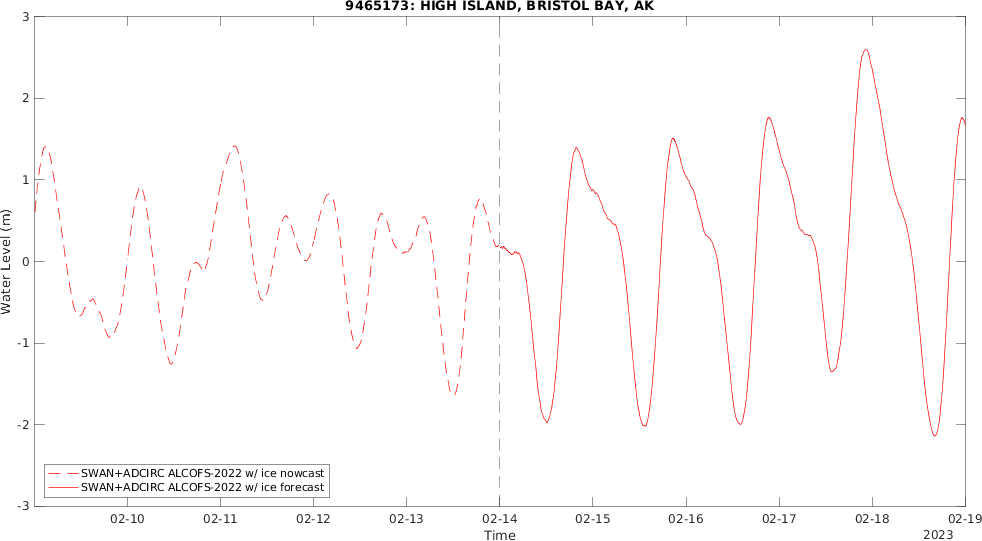 9465173: HIGH ISLAND, BRISTOL BAY, AK
3
2
1
0
-1
-2
-3
Water Level (m)
SWAN+ADCIRC ALCOFS-2022 w/ ice nowcast
SWAN+ADCIRC ALCOFS-2022 w/ ice forecast
02-10 02-11 02-12 02-13 02-14 02-15 02-16 02-17 02-18 02-19
Time
2023